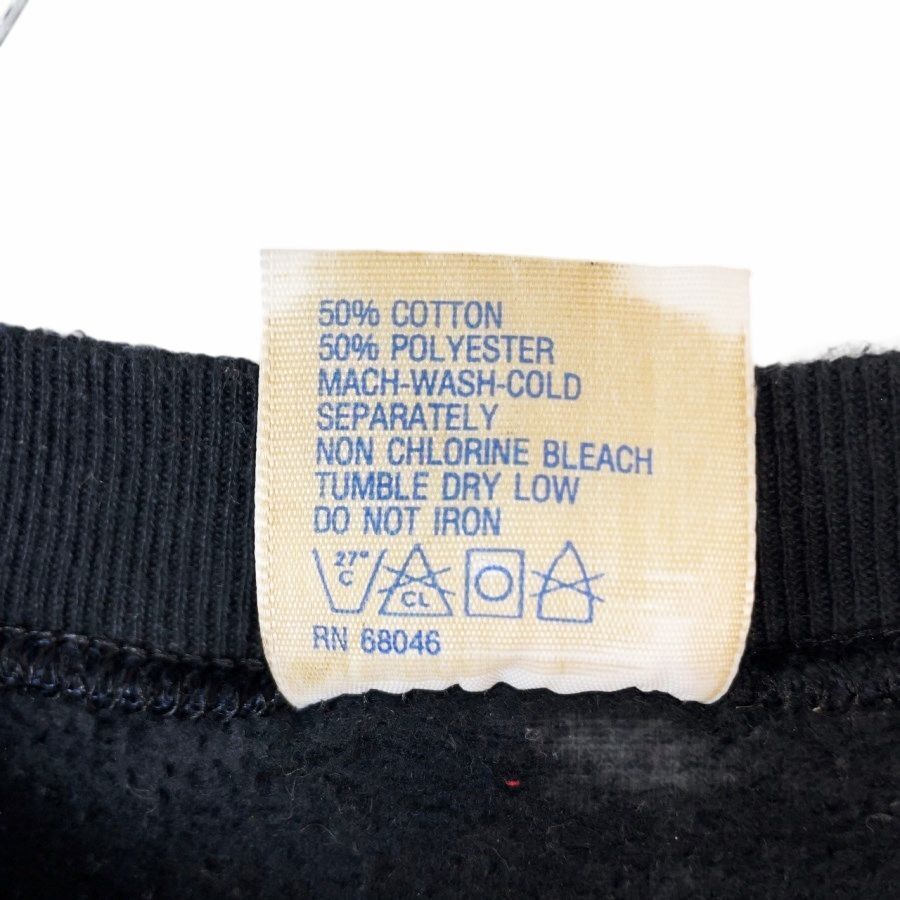 50% COTTON
50% POLYESTER
MACH-WASH-COLD
SEPARATELY
NON CHLORINE BLEACH
TUMBLE DRY LOW
DO NOT IRON
27°
C
CL
RN 68046